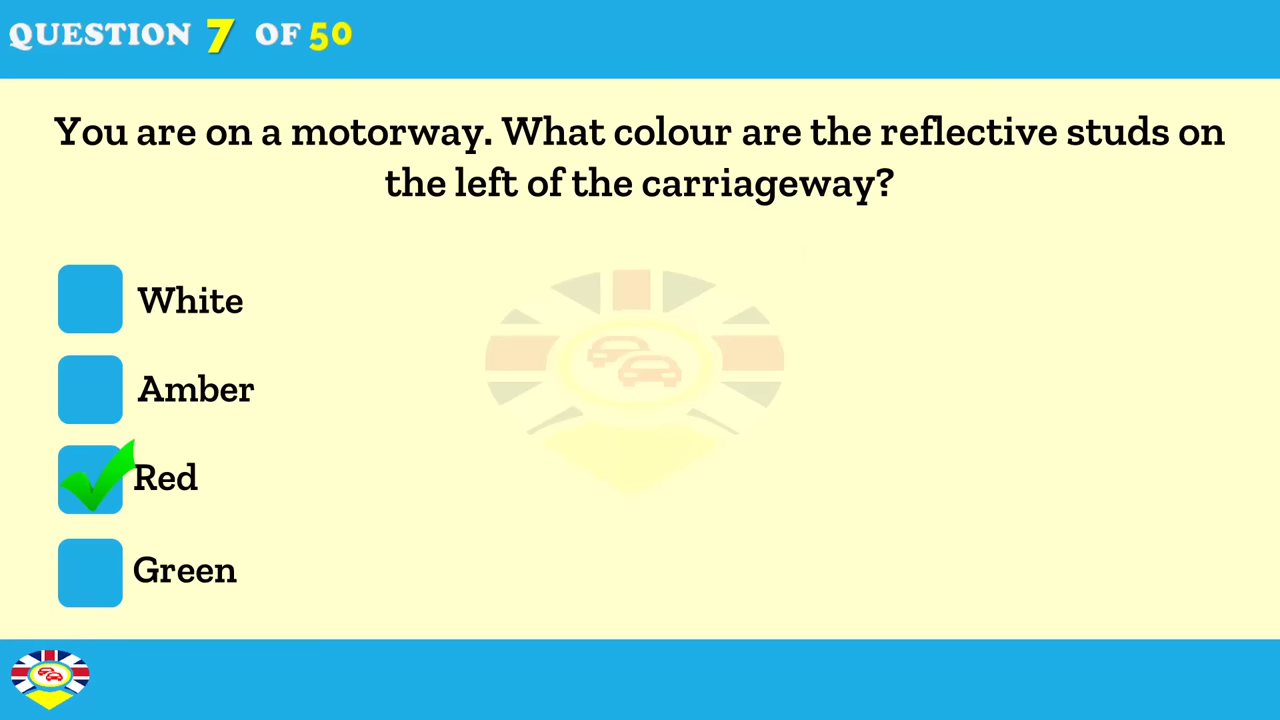 QUESTION 7 OF 50
You are on a motorway. What colour are the reflective studs on
the left of the carriageway?
White
Amber
Red
Green